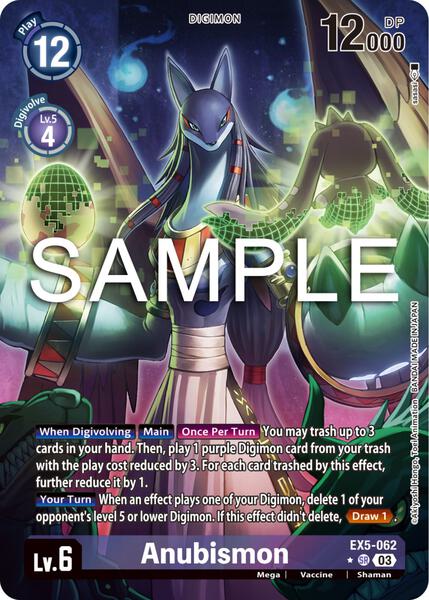 DIGIMON
Play
12
12000
DP
Digivolve
Lv.5
4
SAMPLE
©Akiyoshi Hongo, Toei Animation BANDAI MADE IN JAPAN
When Digivolving Main Once Per Turn You may trash up to 3
cards in your hand. Then, play 1 purple Digimon card from your trash
with the play cost reduced by 3. For each card trashed by this effect,
further reduce it by 1.
Your Turn When an effect plays one of your Digimon, delete 1 of your
opponent's level 5 or lower Digimon. If this effect didn't delete, Draw 1.
Lv.6
Anubismon
EX5-062
SR 03
Mega Vaccine Shaman